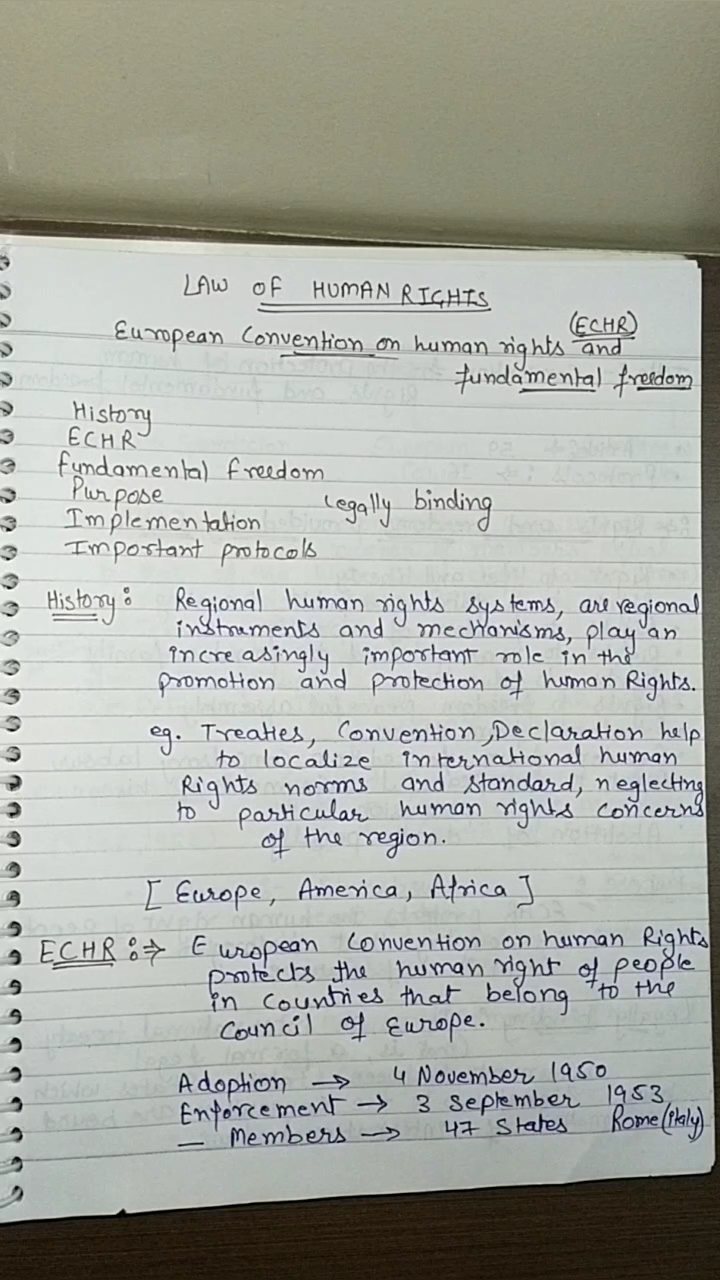 LAW OF HUMAN RIGHTS
(ECHR)
European Convention on human rights and
fundamental freedom
History
ECHR
fundamental freedom
Purpose
legally binding
Implementation
Important protocols
History: Regional human rights systems, are regional
instruments and mechanisms, play an
increasingly important role in the
promotion and protection of human Rights.
eg. Treaties, Convention, Declaration help
to localize international human
Rights norms and standard, neglecting
to particular human rights concerns
of the region.
[ Europe, America, Africa ]
ECHR :⇒ European Convention on human Rights
protects the human right of people
in countries that belong to the
Council of Europe.
Adoption → 4 November 1950
Enforcement → 3 September 1953
– Members → 47 States Rome (Italy)